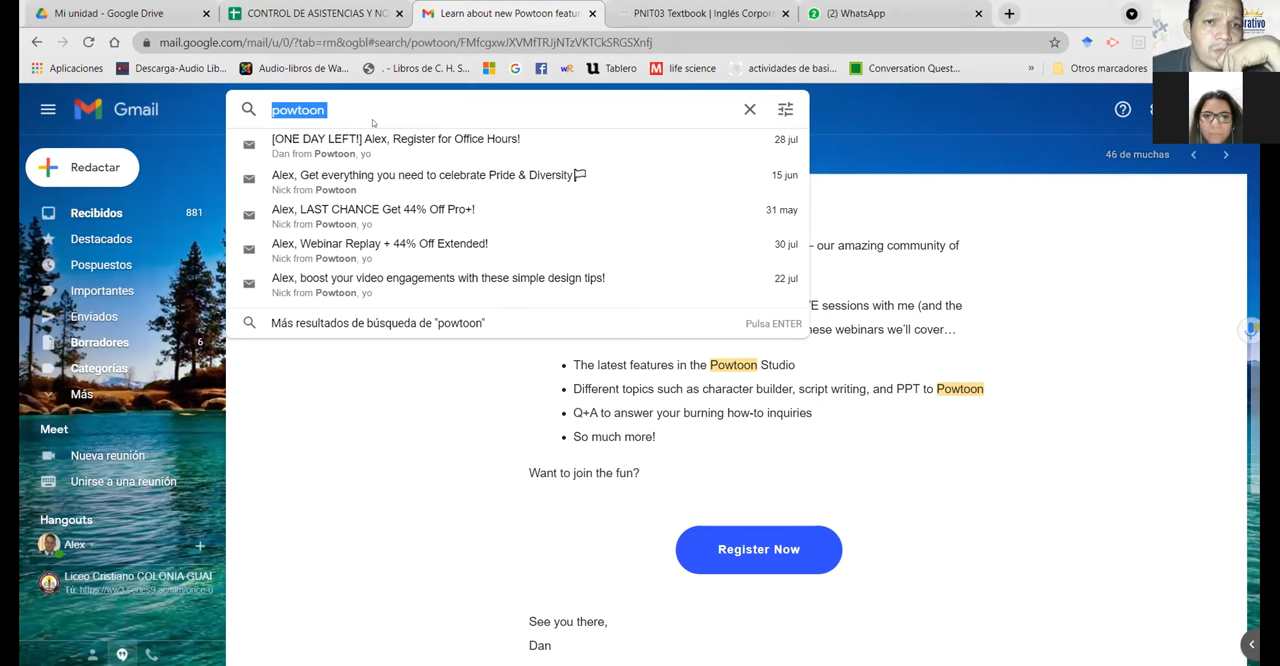 Mi unidad - Google Drive
CONTROL DE ASISTENCIAS Y NO
Learn about new Powtoon featur
PNIT03 Textbook | Inglés Corpora
(2) WhatsApp
mail.google.com/mail/u/0/?tab=rm&ogbl#search/powtoon/FMfcgxwJXVMfTRJjNTzVKTCkSRGSXnfj
Aplicaciones
Descarga-Audio Lib...
Audio-libros de Wa...
. - Libros de C. H. S...
wR
Tablero
life science
actividades de basi...
Conversation Quest...
»
Otros marcadores
Gmail
powtoon
Redactar
46 de muchas
[ONE DAY LEFT!] Alex, Register for Office Hours!
28 jul
Dan from Powtoon, yo
Alex, Get everything you need to celebrate Pride & Diversity
15 jun
Nick from Powtoon
Alex, LAST CHANCE Get 44% Off Pro+!
31 may
Nick from Powtoon, yo
Alex, Webinar Replay + 44% Off Extended!
30 jul
Nick from Powtoon, yo
Alex, boost your video engagements with these simple design tips!
22 jul
Nick from Powtoon, yo
Más resultados de búsqueda de "powtoon"
Pulsa ENTER
Recibidos 881
Destacados
Pospuestos
Importantes
Enviados
Borradores 6
Categorías
Más
Meet
Nueva reunión
Unirse a una reunión
Hangouts
Alex
Liceo Cristiano COLONIA GUAI
– our amazing community of
E sessions with me (and the
hese webinars we'll cover…
• The latest features in the Powtoon Studio
• Different topics such as character builder, script writing, and PPT to Powtoon
• Q+A to answer your burning how-to inquiries
• So much more!
Want to join the fun?
Register Now
See you there,
Dan